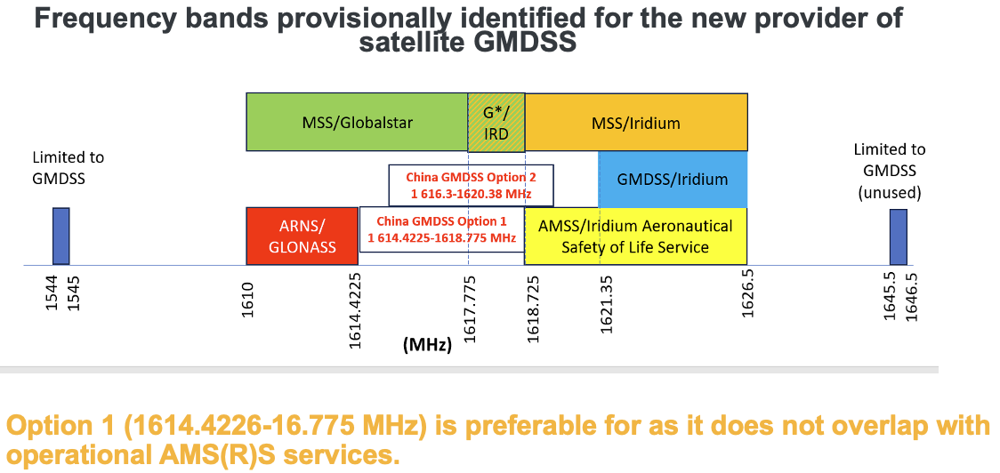 Frequency bands provisionally identified for the new provider of
satellite GMDSS
MSS/Globalstar
G*/
IRD
MSS/Iridium
Limited to
GMDSS
Limited to
GMDSS
(unused)
China GMDSS Option 2
1 616.3-1620.38 MHz
GMDSS/Iridium
ARNS/
GLONASS
China GMDSS Option 1
1 614.4225-1618.775 MHz
AMSS/Iridium Aeronautical
Safety of Life Service
1544
1545
1610
1614.4225
1617.775
1618.725
1621.35
1626.5
1645.5
1646.5
(MHz)
Option 1 (1614.4226-16.775 MHz) is preferable for as it does not overlap with
operational AMS(R)S services.